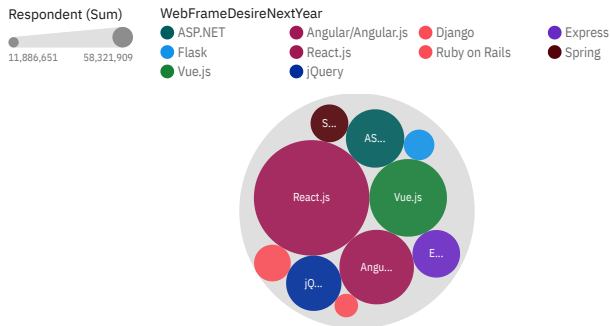 Respondent (Sum)
11,886,651 58,321,909
WebFrameDesireNextYear
ASP.NET Angular/Angular.js Django Express
Flask React.js Ruby on Rails Spring
Vue.js jQuery
S...
AS...
React.js
Vue.js
E...
Angu...
jQ...